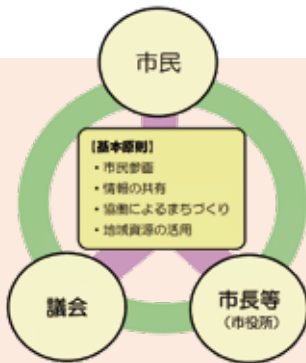 市民
【基本原則】
・市民参画
・情報の共有
・協働によるまちづくり
・地域資源の活用
議会
市長等
（市役所）